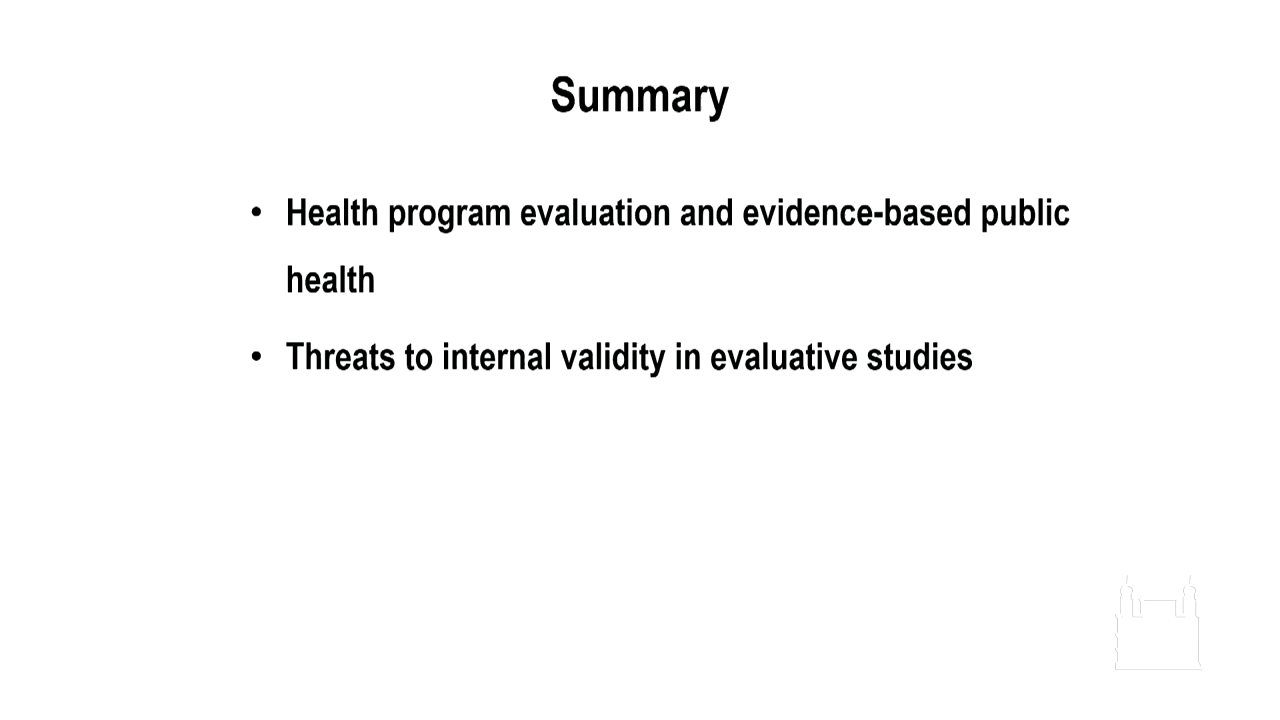 Summary
• Health program evaluation and evidence-based public
health
• Threats to internal validity in evaluative studies